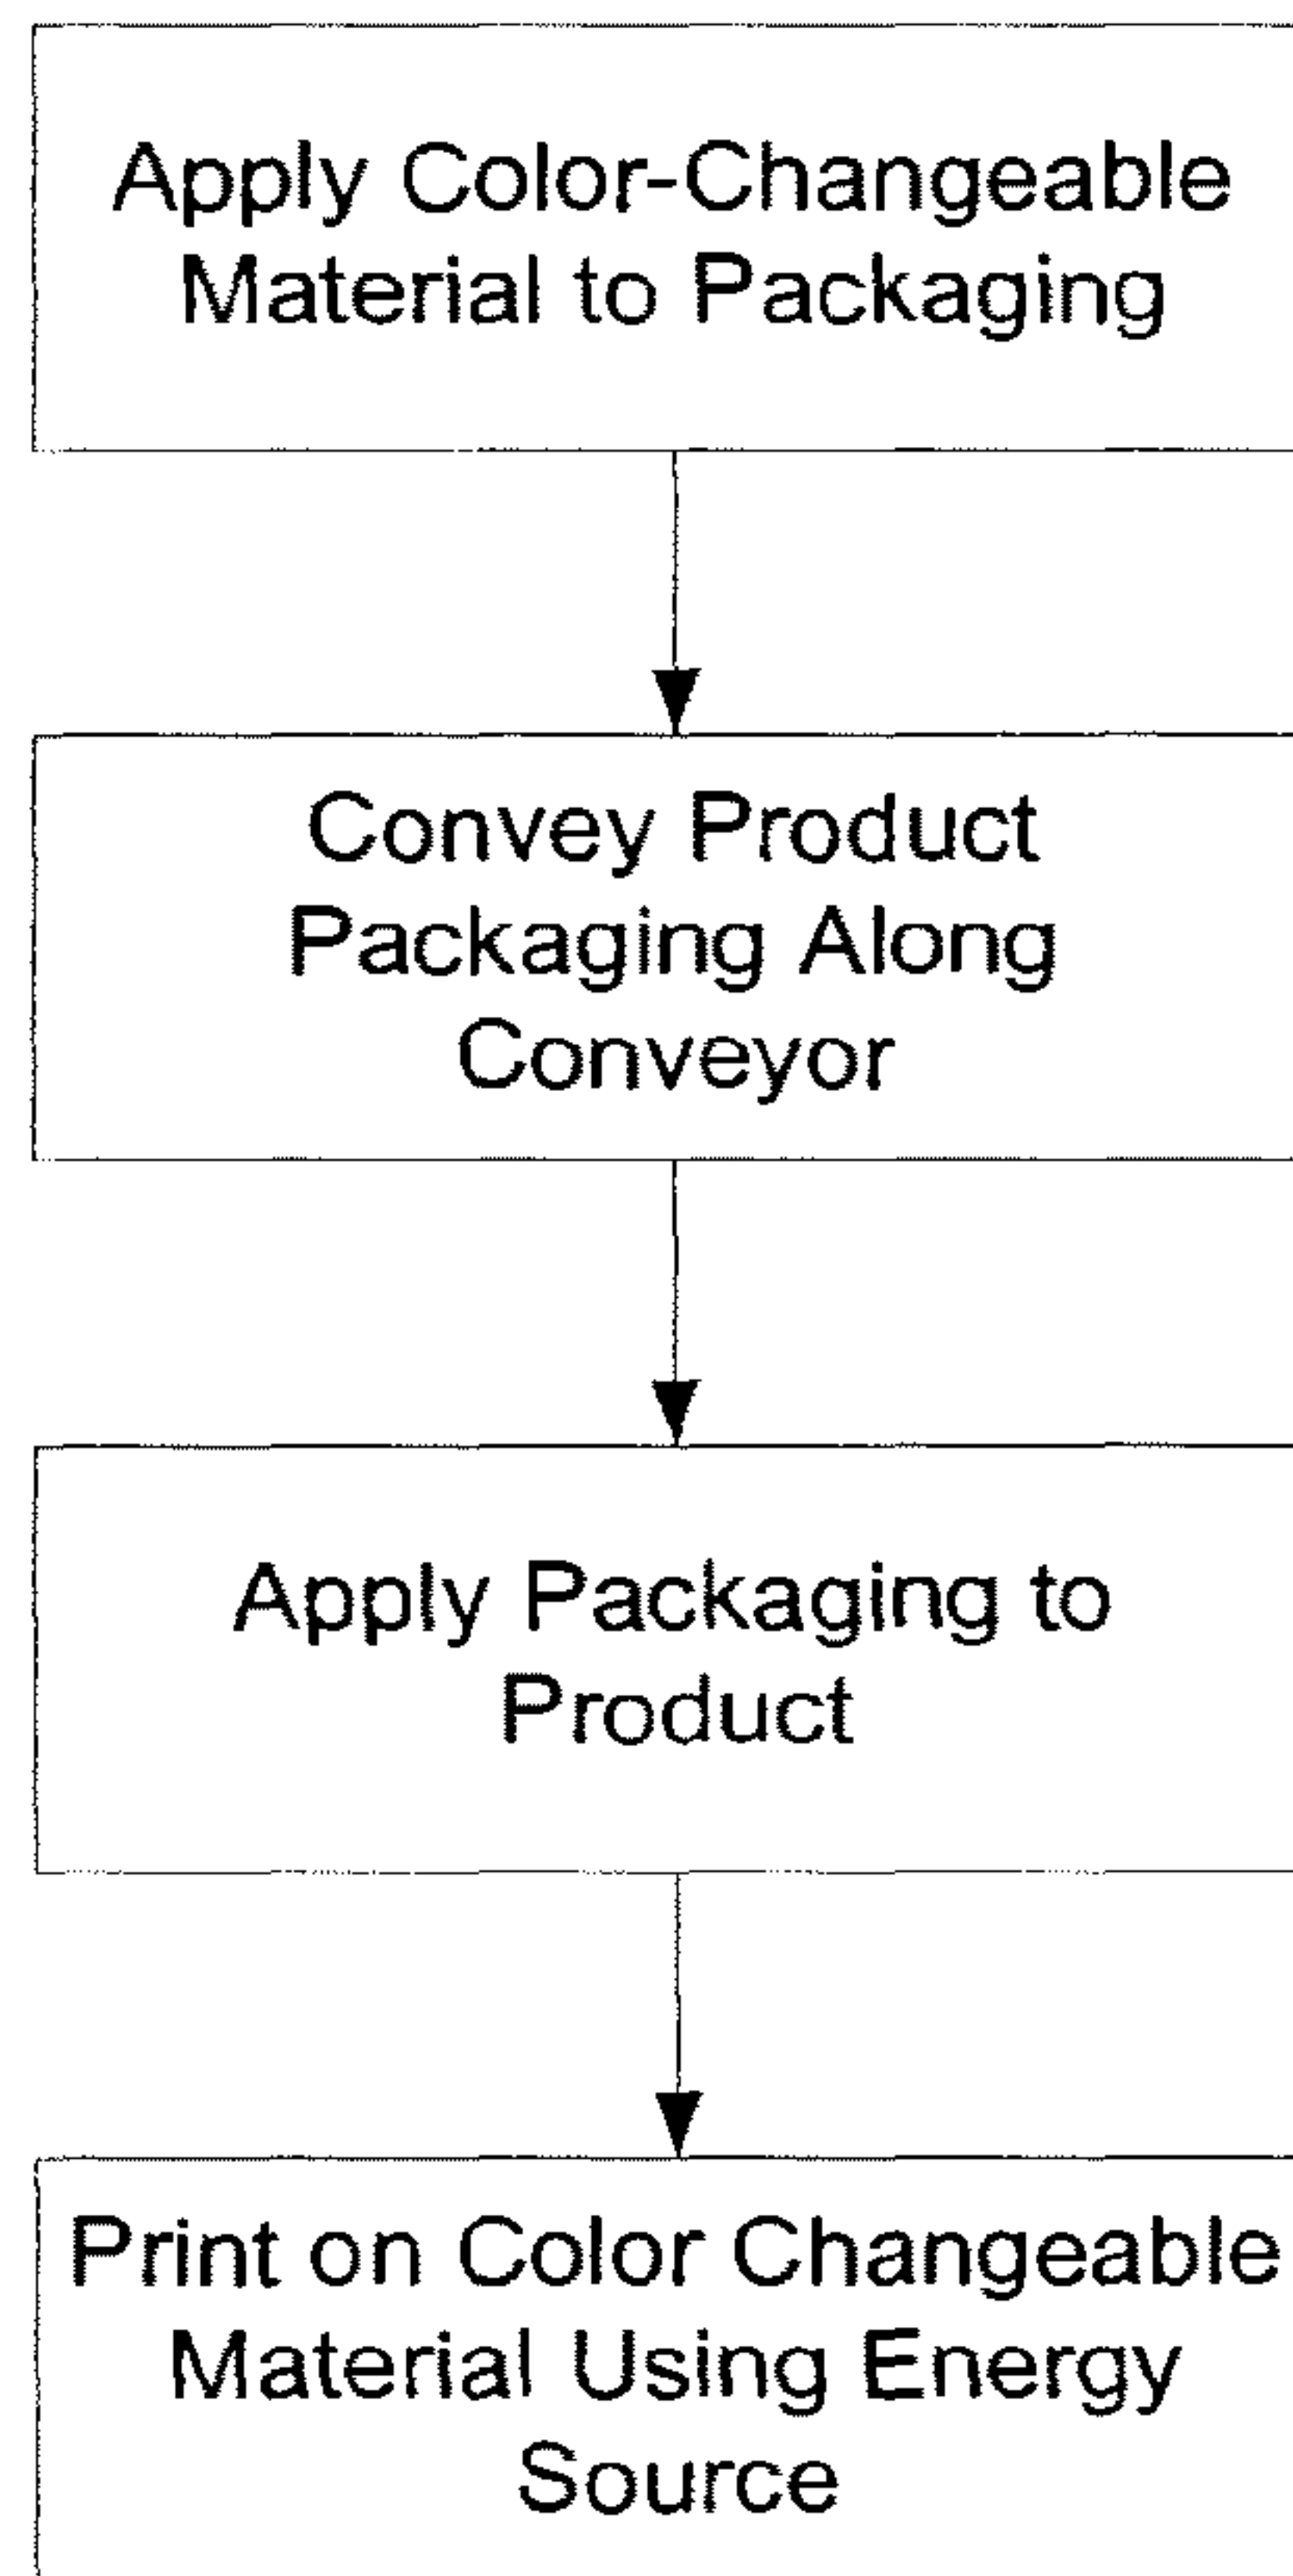 Apply Color-Changeable
Material to Packaging
Convey Product
Packaging Along
Conveyor
Apply Packaging to
Product
Print on Color Changeable
Material Using Energy
Source